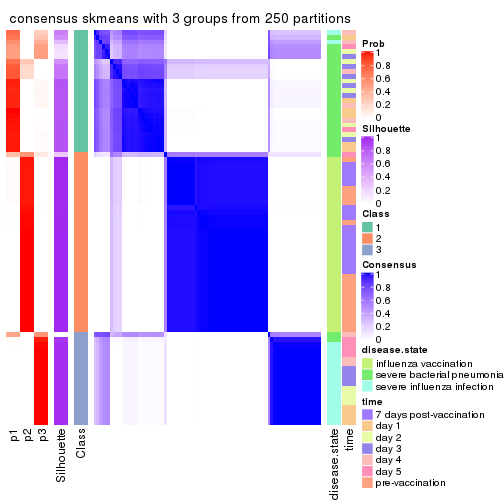 consensus skmeans with 3 groups from 250 partitions
Prob
1
0.8
0.6
0.4
0.2
0
Silhouette
1
0.8
0.6
0.4
0.2
0
Class
1
2
3
Consensus
1
0.8
0.6
0.4
0.2
0
disease.state
influenza vaccination
severe bacterial pneumonia
severe influenza infection
time
7 days post-vaccination
day 1
day 2
day 3
day 4
day 5
pre-vaccination
p1
p2
p3
Silhouette
Class
disease.state
time